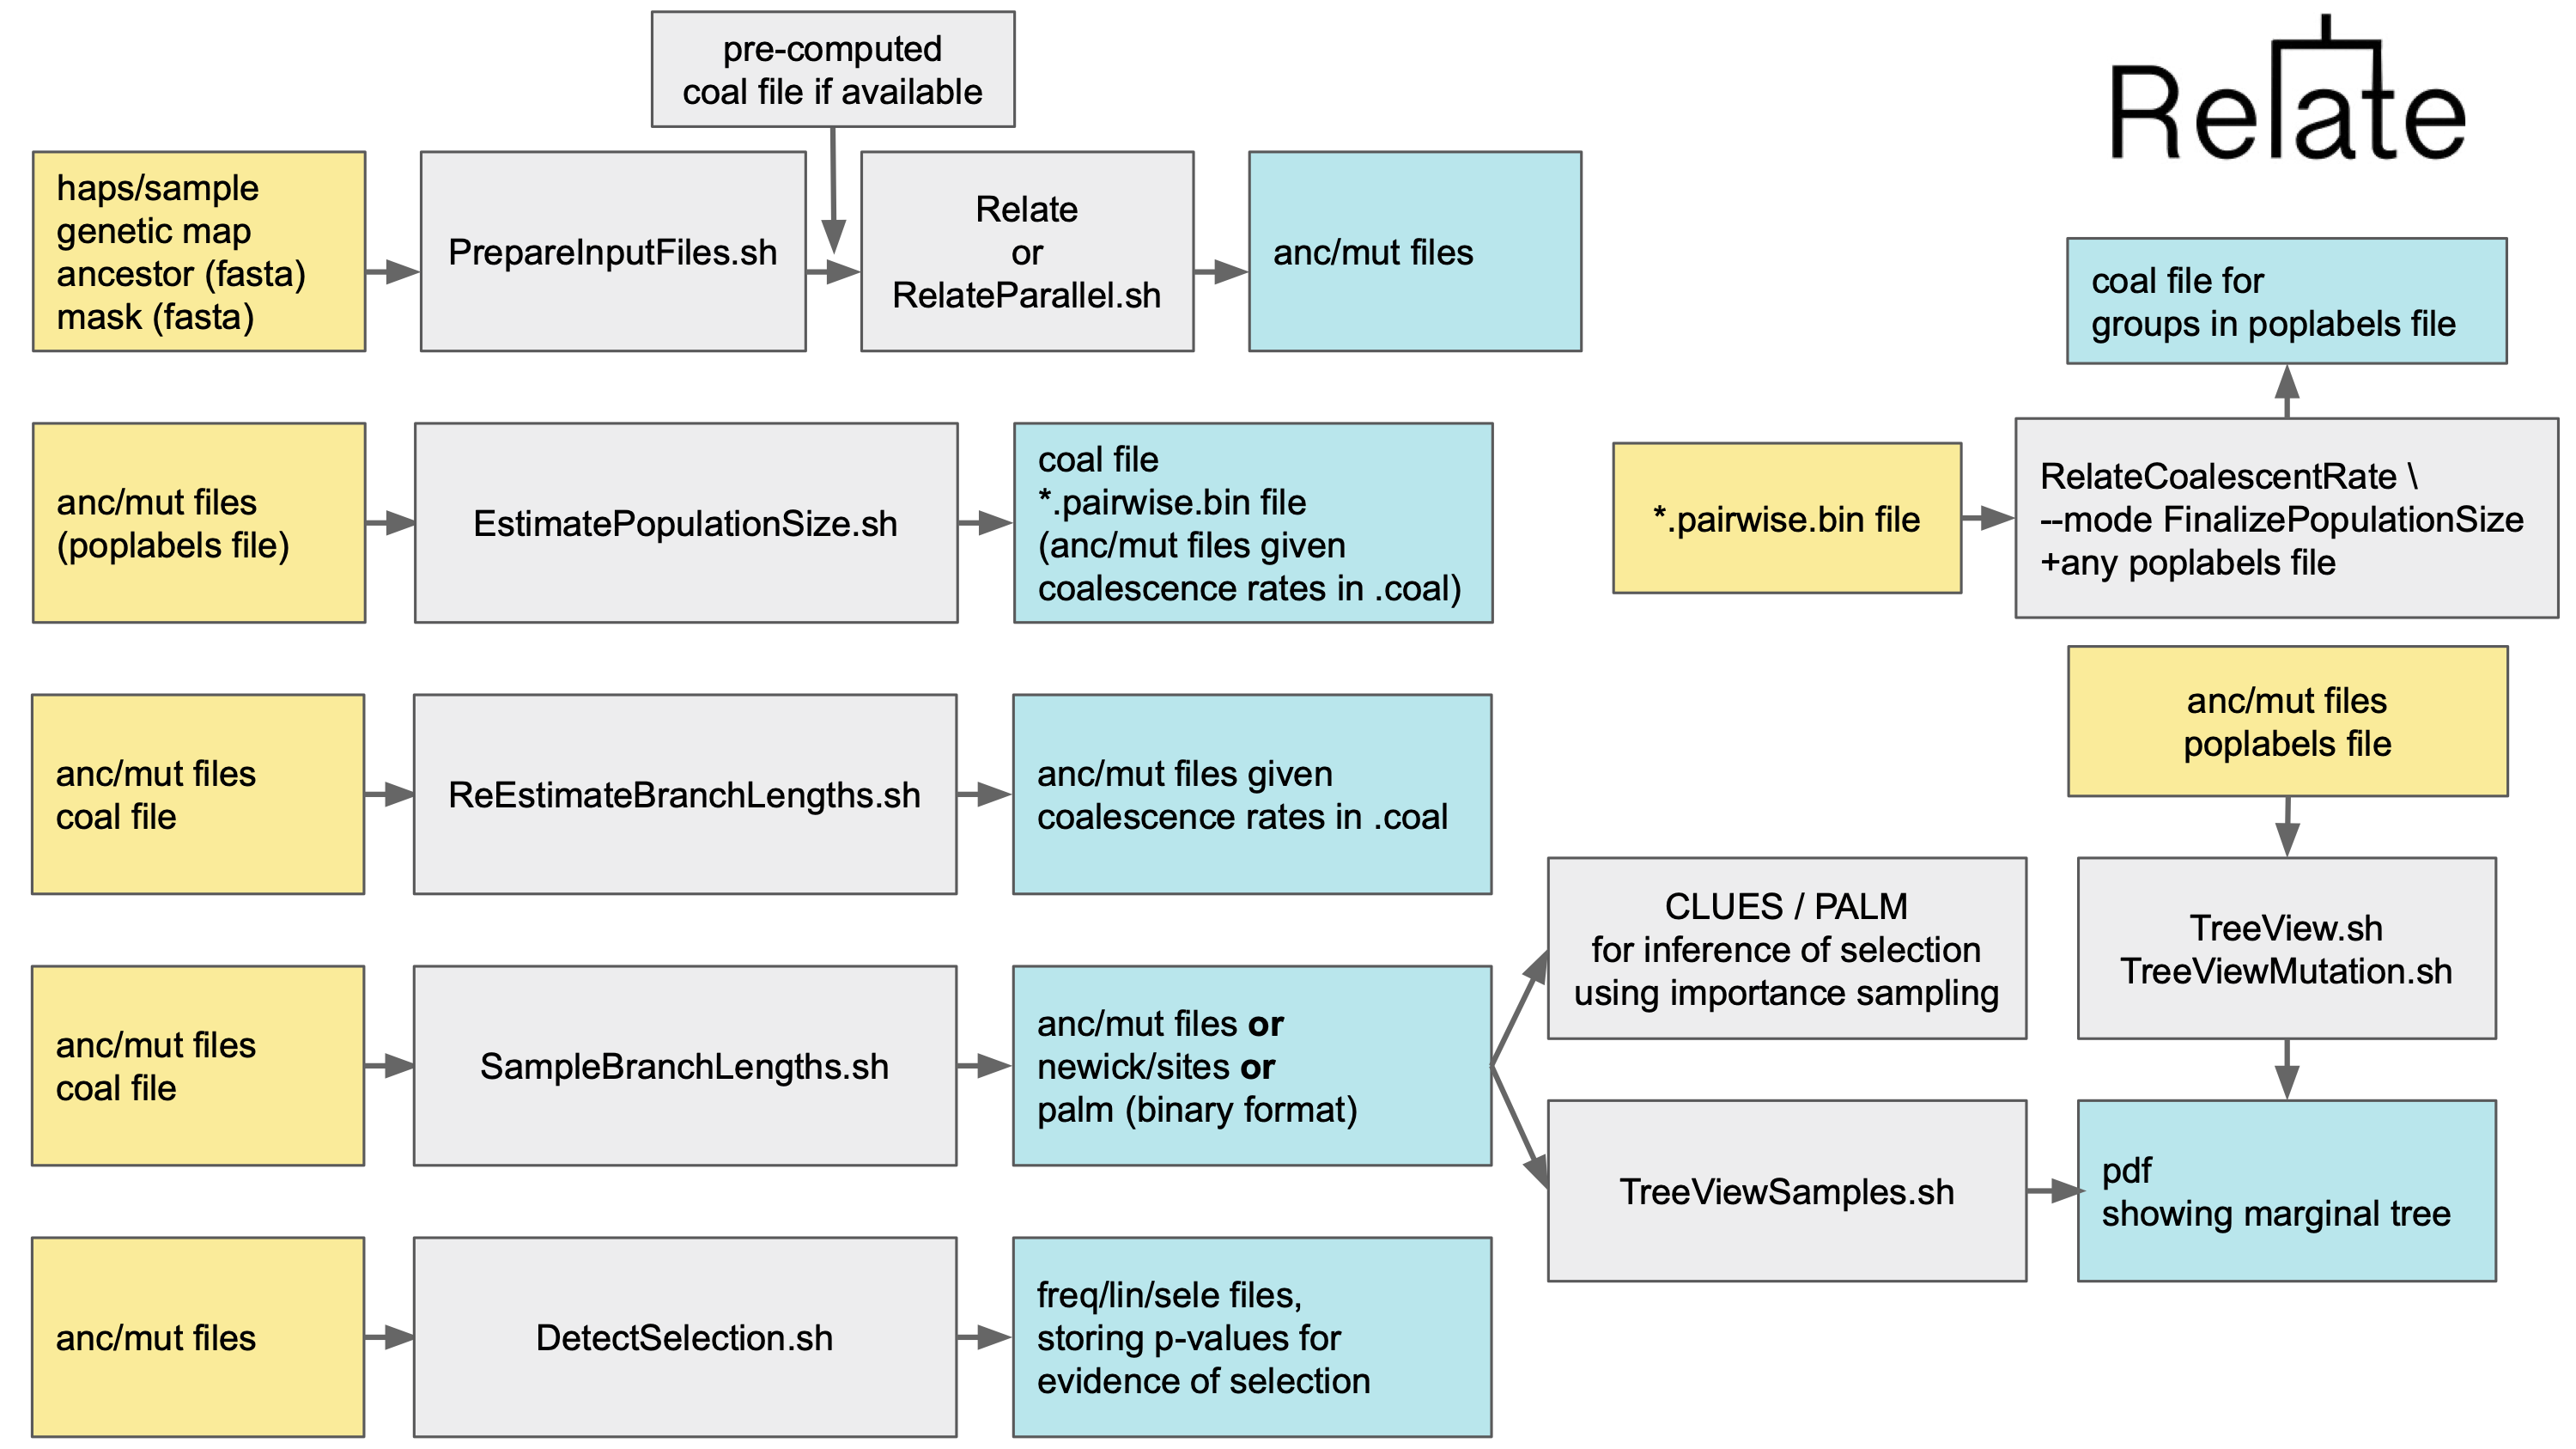 pre-computed
coal file if available
Relate
haps/sample
genetic map
ancestor (fasta)
mask (fasta)
PrepareInputFiles.sh
Relate
or
RelateParallel.sh
anc/mut files
coal file for
groups in poplabels file
anc/mut files
(poplabels file)
EstimatePopulationSize.sh
coal file
*.pairwise.bin file
(anc/mut files given
coalescence rates in .coal)
*.pairwise.bin file
RelateCoalescentRate \
--mode FinalizePopulationSize
+any poplabels file
anc/mut files
coal file
ReEstimateBranchLengths.sh
anc/mut files given
coalescence rates in .coal
anc/mut files
poplabels file
anc/mut files
coal file
SampleBranchLengths.sh
anc/mut files or
newick/sites or
palm (binary format)
CLUES / PALM
for inference of selection
using importance sampling
TreeView.sh
TreeViewMutation.sh
TreeViewSamples.sh
pdf
showing marginal tree
anc/mut files
DetectSelection.sh
freq/lin/sele files,
storing p-values for
evidence of selection